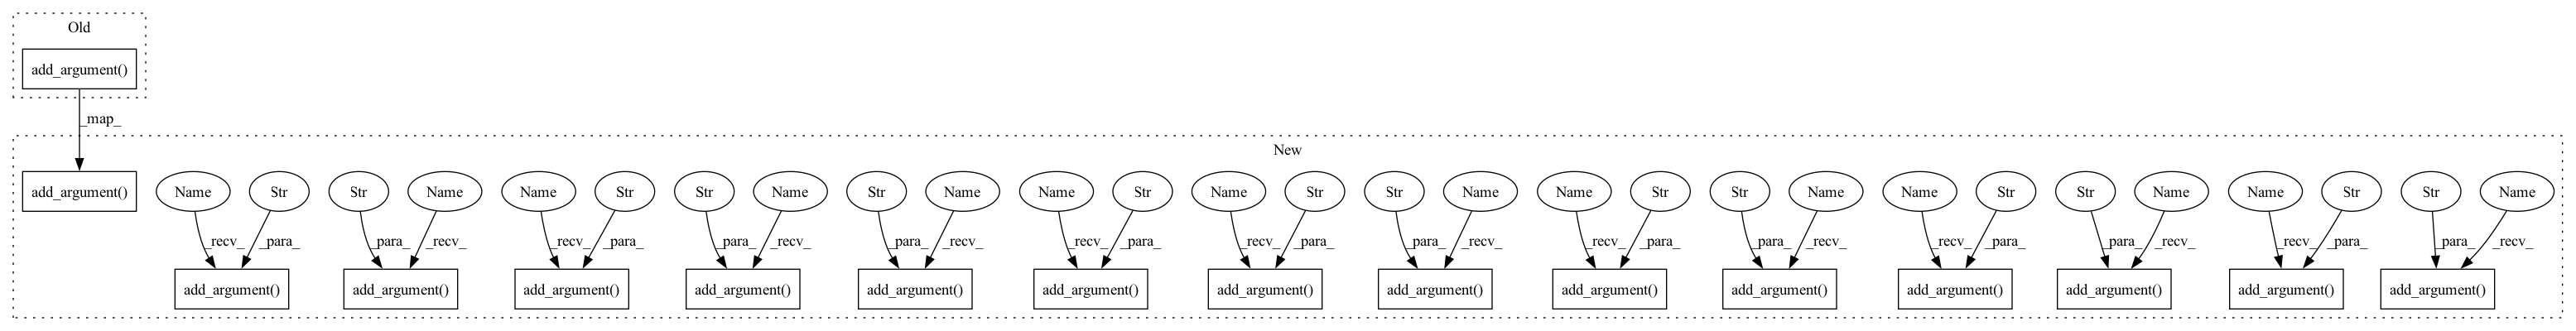 Old
add_argument()
_map_
New
add_argument() Name Str Str Name Name Str Str Name Str Name Name Str Name Str Str Name Name Str Str Name Name Str Str Name Name Str Str Name
_recv_ _para_ _para_ _recv_ _recv_ _para_ _para_ _recv_ _para_ _recv_ _recv_ _para_ _recv_ _para_ _para_ _recv_ _recv_ _para_ _para_ _recv_ _recv_ _para_ _para_ _recv_ _recv_ _para_ _para_ _recv_
add_argument() add_argument() add_argument() add_argument() add_argument() add_argument() add_argument() add_argument() add_argument() add_argument() add_argument() add_argument() add_argument() add_argument()